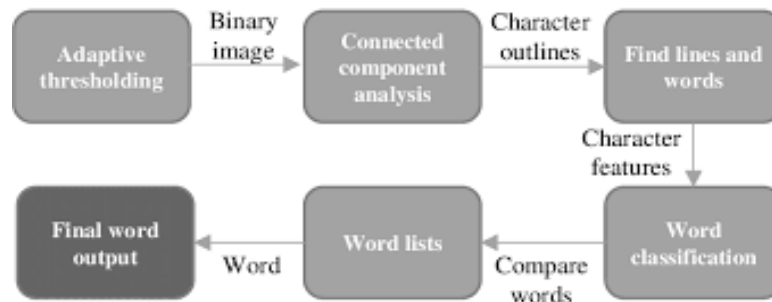 Adaptive
thresholding
Binary
image
Connected
component
analysis
Character
outlines
Find lines and
words
Character
features
Word
classification
Compare
words
Word lists
Word
Final word
output